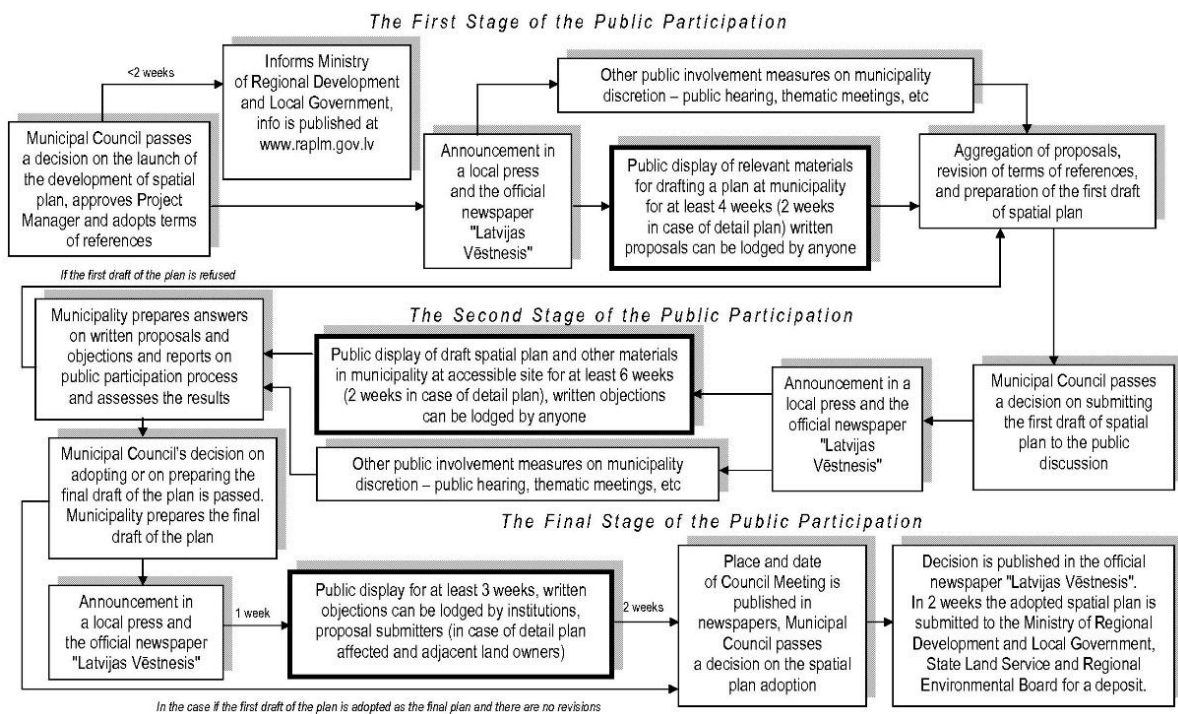 The First Stage of the Public Participation
<2 weeks
Informs Ministry
of Regional Development
and Local Government,
info is published at
www.raplm.gov.lv
Other public involvement measures on municipality
discretion – public hearing, thematic meetings, etc
Municipal Council passes
a decision on the launch of
the development of spatial
plan, approves Project
Manager and adopts terms
of references
Announcement in
a local press
and the official
newspaper
"Latvijas
Vēstnesis"
Public display of relevant materials
for drafting a plan at municipality
for at least 4 weeks (2 weeks
in case of detail plan) written
proposals can be lodged by anyone
Aggregation of proposals,
revision of terms of references,
and preparation of the first draft
of spatial plan
If the first draft of the plan is refused
The Second Stage of the Public Participation
Municipality prepares answers
on written proposals and
objections and reports on
public participation process
and assesses the results
Public display of draft spatial plan and other materials
in municipality at accessible site for at least 6 weeks
(2 weeks in case of detail plan), written objections
can be lodged by anyone
Announcement in a
local press and the
official newspaper
"Latvijas
Vēstnesis"
Municipal Council passes
a decision on submitting
the first draft of spatial
plan to the public
discussion
Other public involvement measures on municipality
discretion – public hearing, thematic meetings, etc
Municipal Council's decision on
adopting or on preparing the
final draft of the plan is passed.
Municipality prepares the final
draft of the plan
The Final Stage of the Public Participation
Announcement in
a local press and
the official newspaper
"Latvijas Vēstnesis"
1 week
Public display for at least 3 weeks, written
objections can be lodged by institutions,
proposal submitters (in case of detail plan
affected and adjacent land owners)
2 weeks
Place and date
of Council Meeting is
published in
newspapers, Municipal
Council passes
a decision on the spatial
plan adoption
Decision is published in the official
newspaper "Latvijas Vēstnesis".
In 2 weeks the adopted spatial plan is
submitted to the Ministry of Regional
Development and Local Government,
State Land Service and Regional
Environmental Board for a deposit.
In the case if the first draft of the plan is adopted as the final plan and there are no revisions